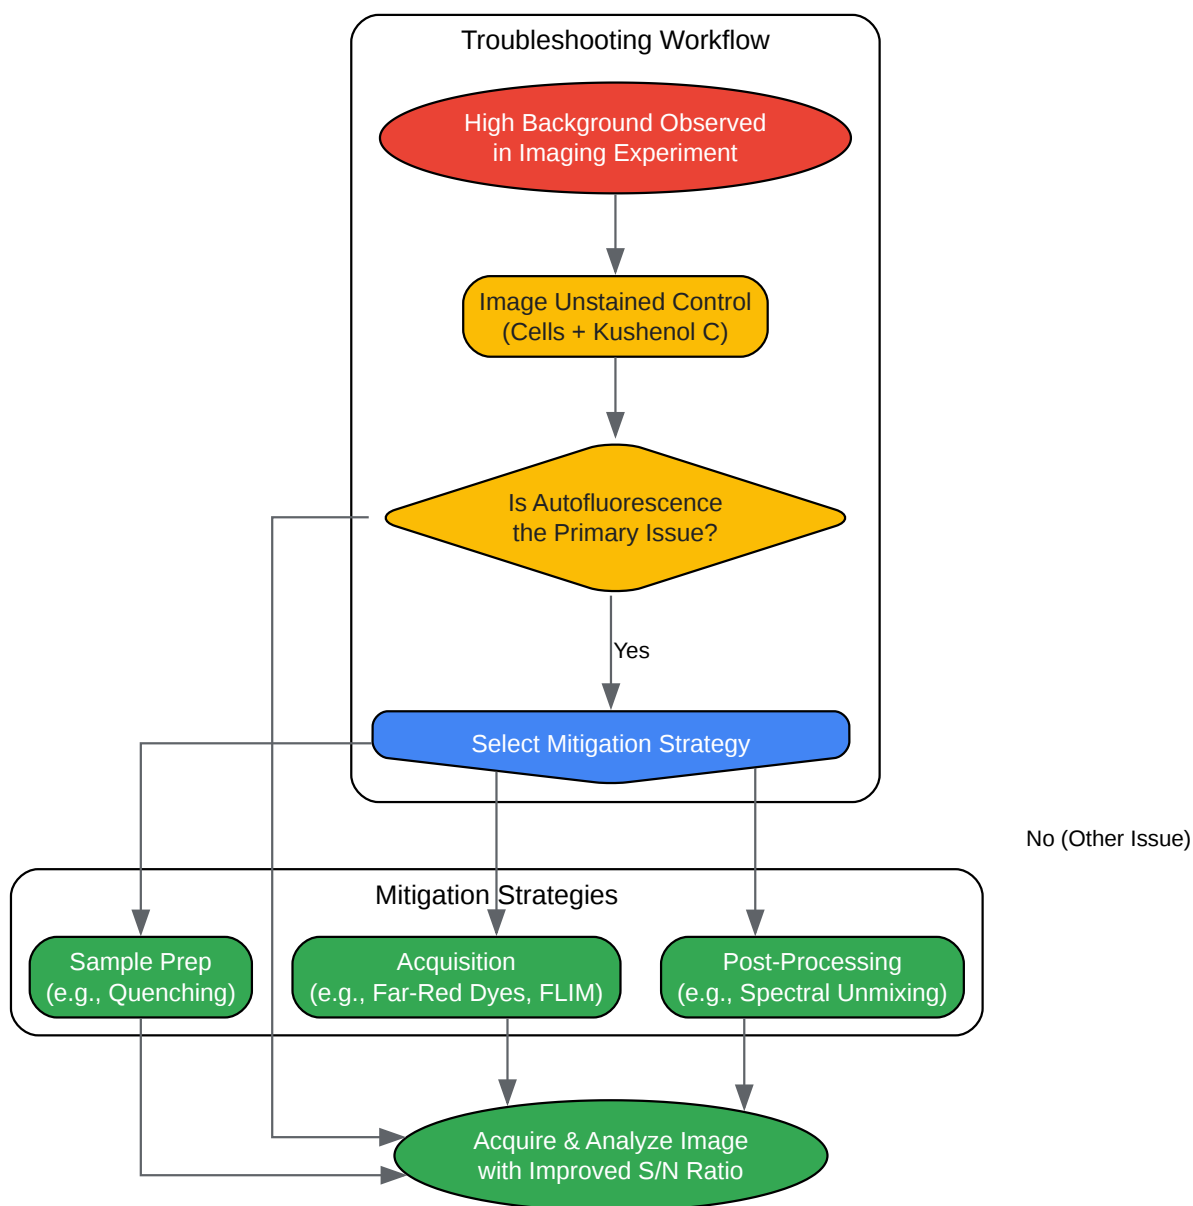 Troubleshooting Workflow
High Background Observed
in Imaging Experiment
Image Unstained Control
(Cells + Kushenol C)
Is Autofluorescence
the Primary Issue?
Yes
Select Mitigation Strategy
No (Other Issue)
Mitigation Strategies
Sample Prep
(e.g., Quenching)
Acquisition
(e.g., Far-Red Dyes, FLIM)
Post-Processing
(e.g., Spectral Unmixing)
Acquire & Analyze Image
with Improved S/N Ratio